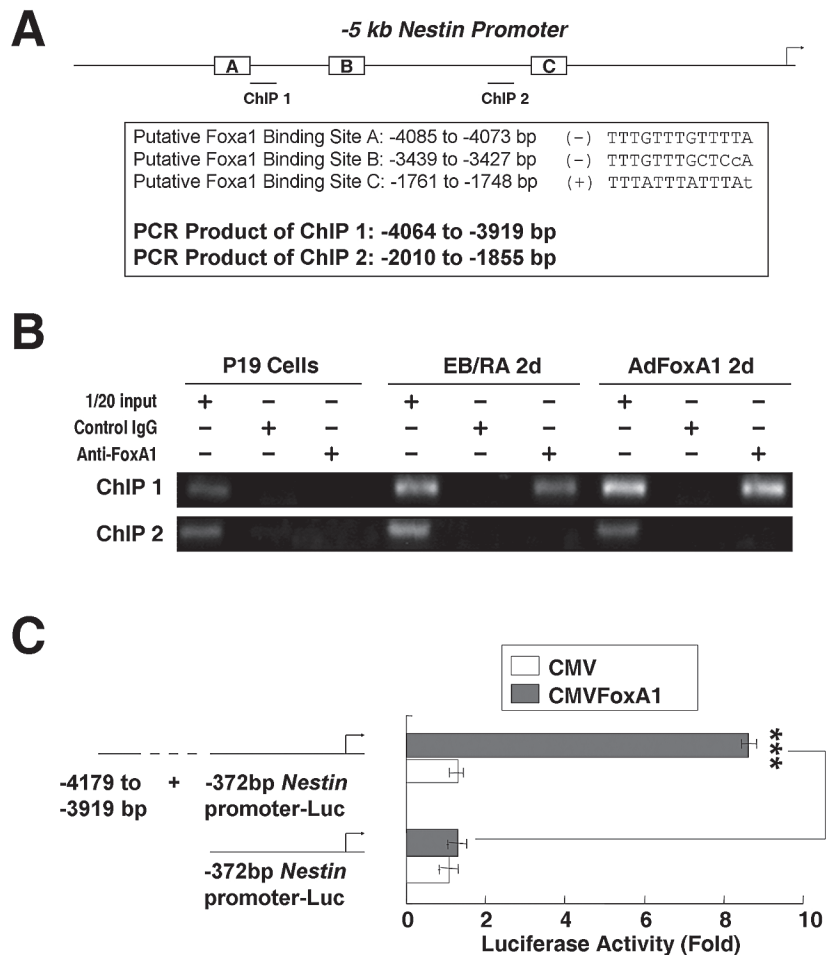 A
-5 kb Nestin Promoter
A B C
ChIP 1 ChIP 2
Putative Foxa1 Binding Site A: -4085 to -4073 bp (−) TTTGTTTGTTTTA
Putative Foxa1 Binding Site B: -3439 to -3427 bp (−) TTTGTTTGCTCcA
Putative Foxa1 Binding Site C: -1761 to -1748 bp (+) TTTATTTATTTAt
PCR Product of ChIP 1: -4064 to -3919 bp
PCR Product of ChIP 2: -2010 to -1855 bp
B
P19 Cells EB/RA 2d AdFoxA1 2d
1/20 input + − − + − − + − −
Control IgG − + − − + − − + −
Anti-FoxA1 − − + − − + − − +
ChIP 1
ChIP 2
C
CMV
CMVFoxA1
***
-4179 to + -372bp Nestin
-3919 bp promoter-Luc
-372bp Nestin
promoter-Luc
0 2 4 6 8 10
Luciferase Activity (Fold)